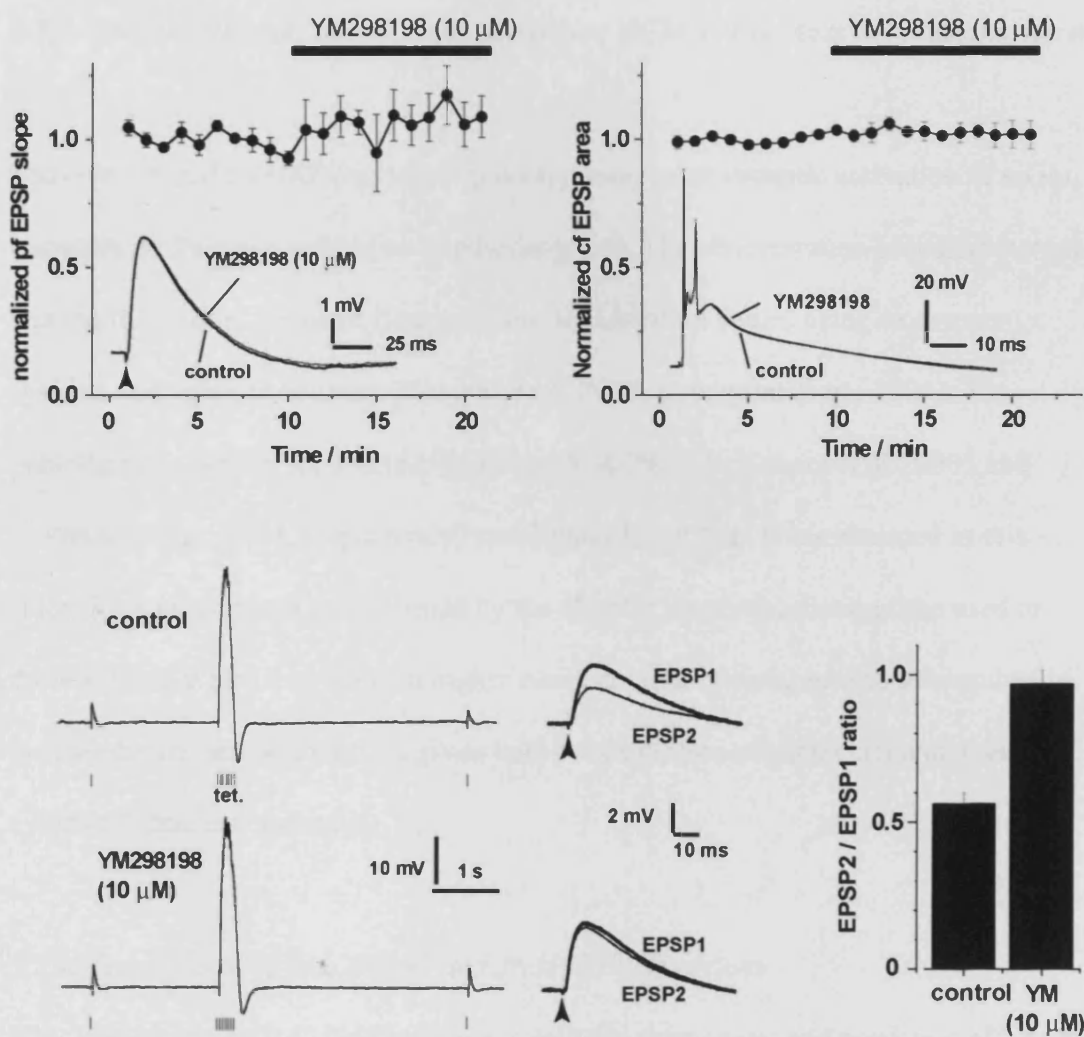 YM298198 (10 µM)
normalized pf EPSP slope
1.0
0.5
0.0
YM298198 (10 µM)
control
1 mV
25 ms
0 5 10 15 20
Time / min
YM298198 (10 µM)
Normalized cf EPSP area
1.0
0.5
0.0
YM298198
control
20 mV
10 ms
0 5 10 15 20
Time / min
control
tet.
YM298198
(10 µM)
10 mV
1 s
EPSP1
EPSP2
2 mV
10 ms
EPSP1
EPSP2
EPSP2 / EPSP1 ratio
1.0
0.5
0
control YM
(10 µM)